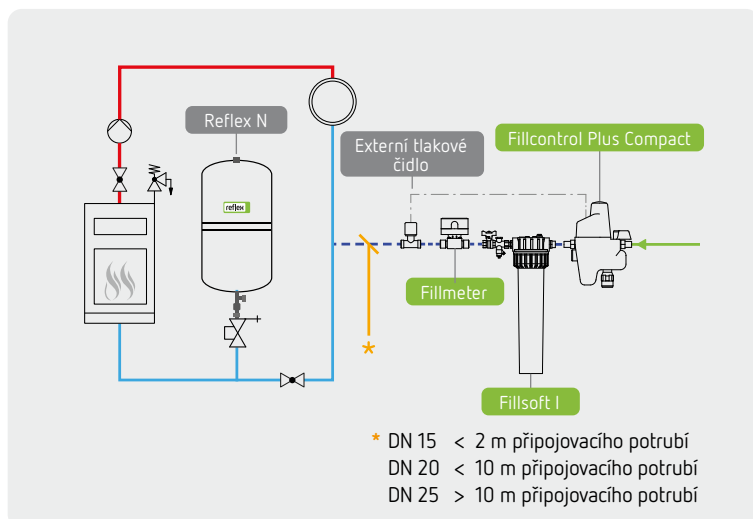 Reflex N
Externí tlakové
čidlo
Fillcontrol Plus Compact
reflex
Fillmeter
*
Fillsoft I
* DN 15 < 2 m připojovacího potrubí
DN 20 < 10 m připojovacího potrubí
DN 25 > 10 m připojovacího potrubí